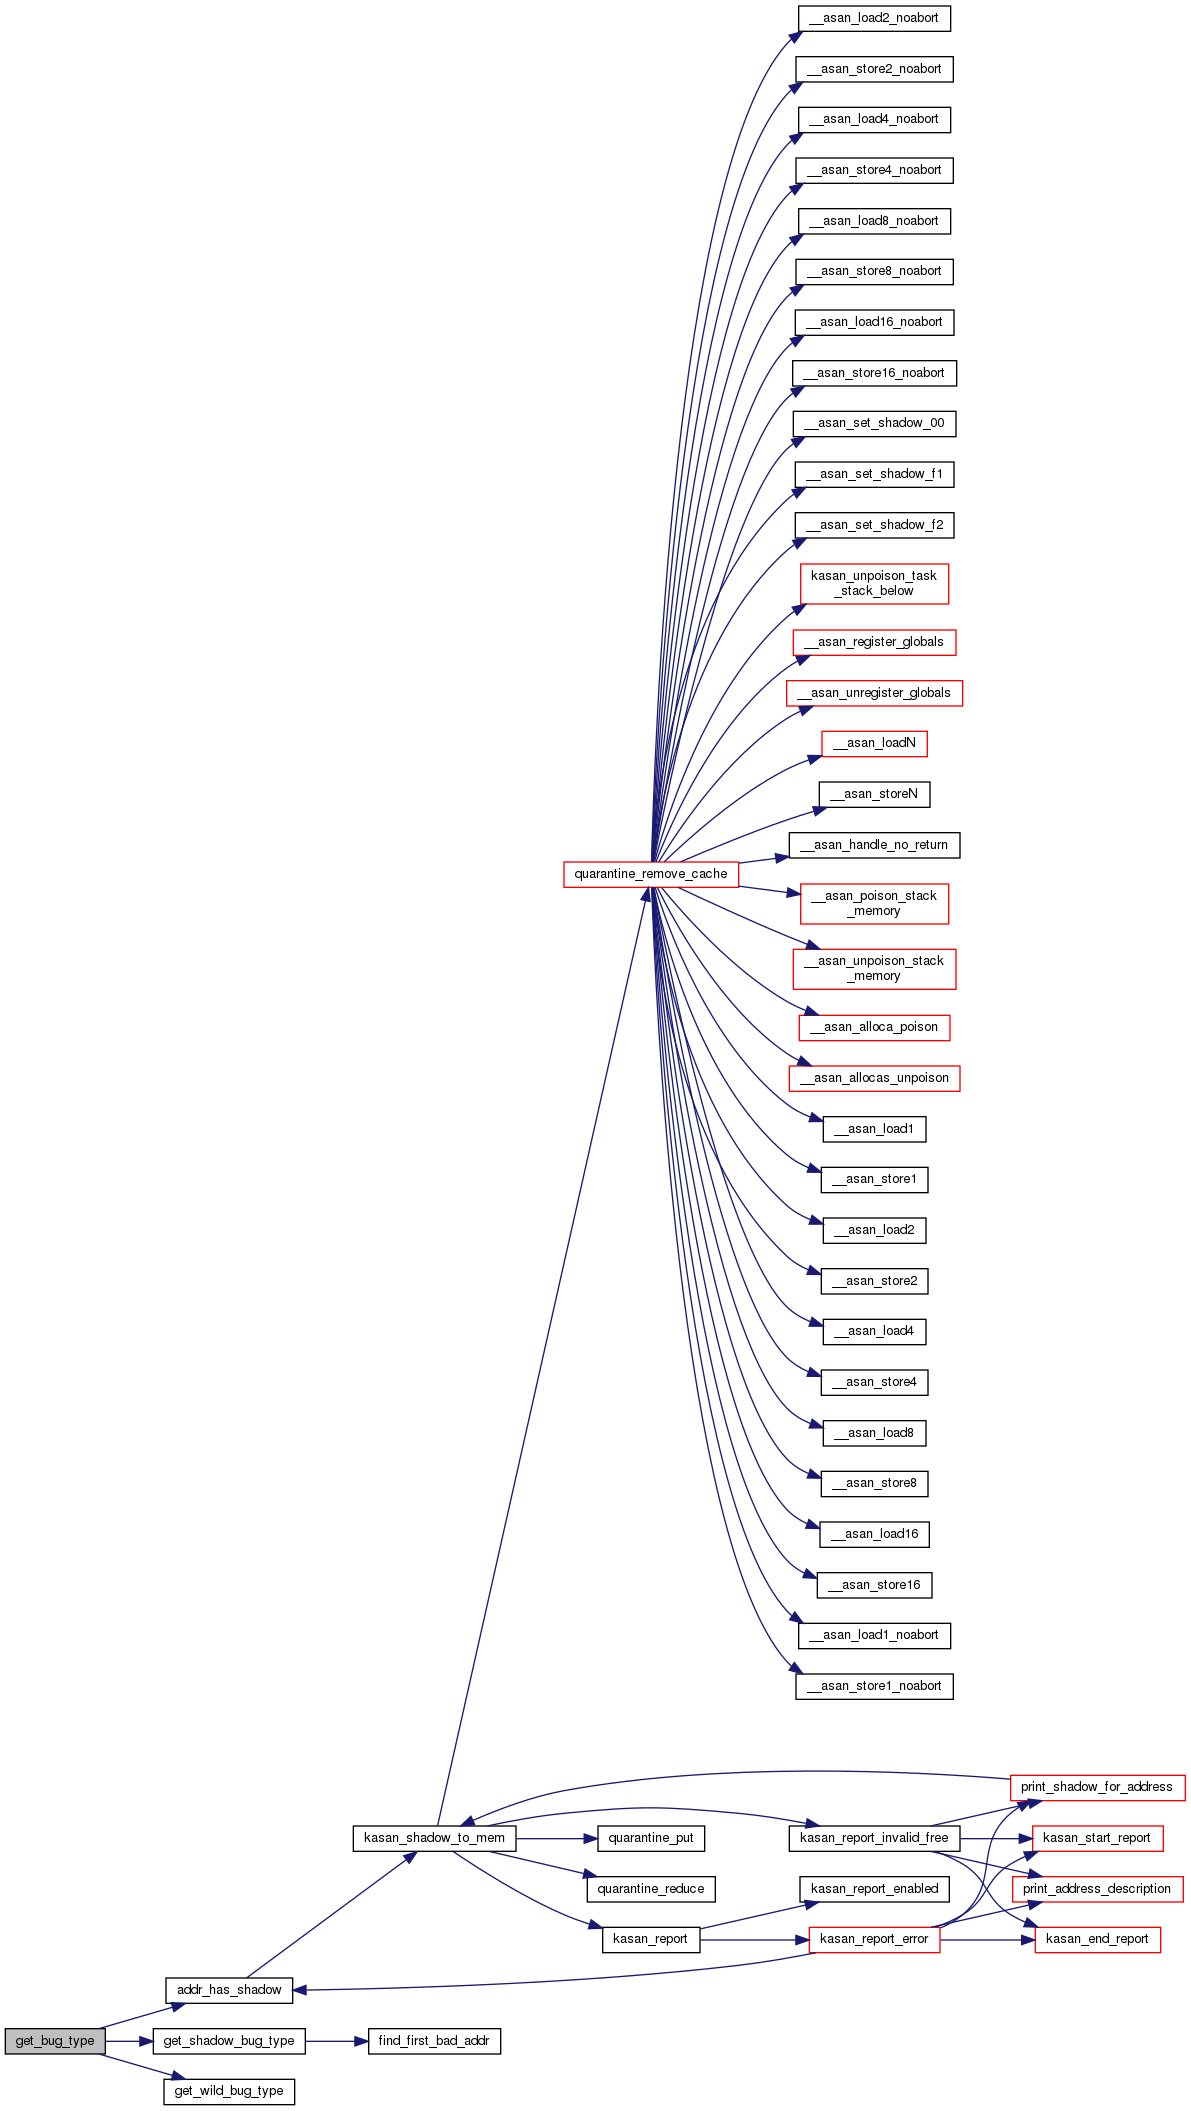 __asan_load2_noabort
__asan_store2_noabort
__asan_load4_noabort
__asan_store4_noabort
__asan_load8_noabort
__asan_store8_noabort
__asan_load16_noabort
__asan_store16_noabort
__asan_set_shadow_00
__asan_set_shadow_f1
__asan_set_shadow_f2
kasan_unpoison_task
_stack_below
__asan_register_globals
__asan_unregister_globals
__asan_loadN
__asan_storeN
__asan_handle_no_return
quarantine_remove_cache
__asan_poison_stack
_memory
__asan_unpoison_stack
_memory
__asan_alloca_poison
__asan_allocas_unpoison
__asan_load1
__asan_store1
__asan_load2
__asan_store2
__asan_load4
__asan_store4
__asan_load8
__asan_store8
__asan_load16
__asan_store16
__asan_load1_noabort
__asan_store1_noabort
print_shadow_for_address
kasan_shadow_to_mem
quarantine_put
kasan_report_invalid_free
kasan_start_report
quarantine_reduce
kasan_report_enabled
print_address_description
kasan_report
kasan_report_error
kasan_end_report
addr_has_shadow
get_bug_type
get_shadow_bug_type
find_first_bad_addr
get_wild_bug_type